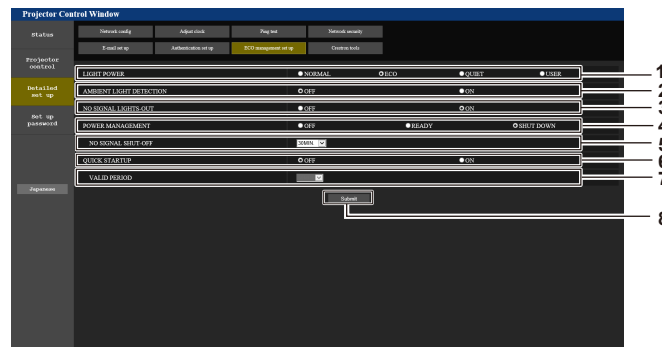 Projector Control Window
Status
Network config Adjust clock Ping test Network security
E-mail set up Authentication set up ECO management set up Crestron tools
Projector control
Detailed set up
Set up password
Japanese
LIGHT POWER NORMAL ECO QUIET USER 1
AMBIENT LIGHT DETECTION OFF ON 2
NO SIGNAL LIGHTS-OUT OFF ON 3
POWER MANAGEMENT OFF READY SHUT DOWN 4
NO SIGNAL SHUT-OFF 30MIN. 5
QUICK STARTUP OFF ON 6
VALID PERIOD 7
Submit 8